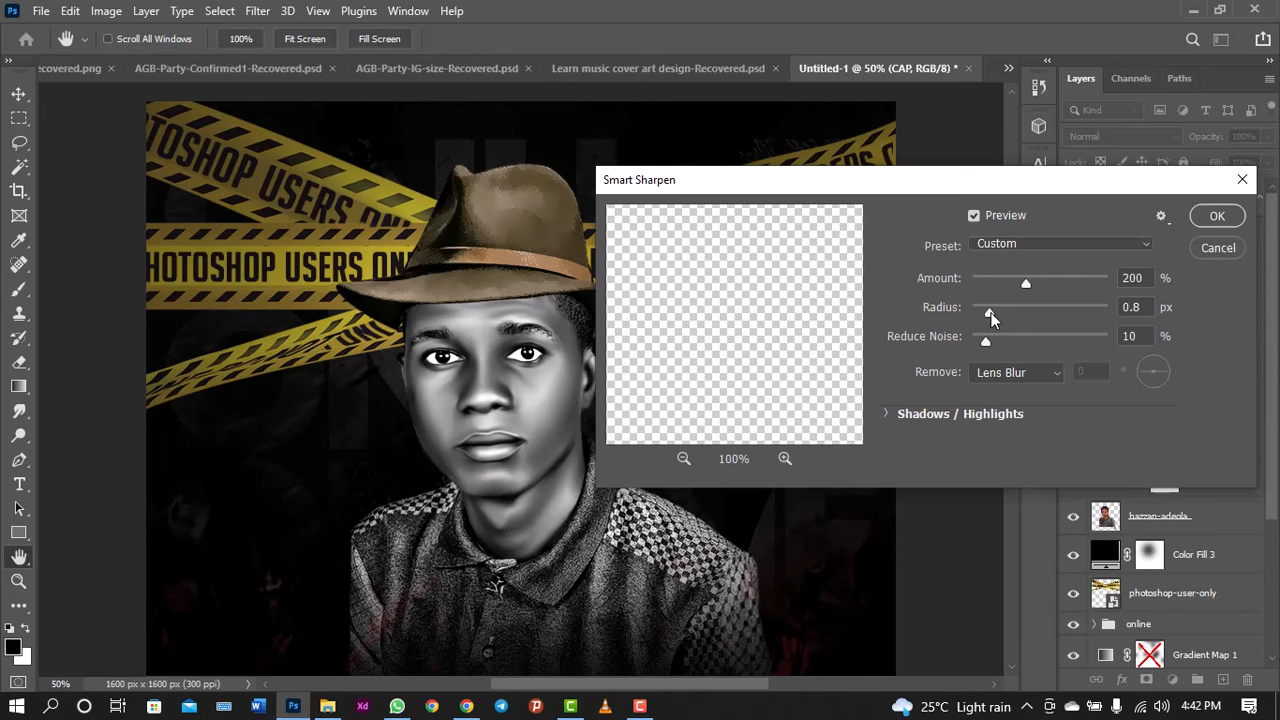 Ps File Edit Image Layer Type Select Filter 3D View Plugins Window Help
Scroll All Windows 100% Fit Screen Fill Screen
ecovered.png × AGB-Party-Confirmed1-Recovered.psd × AGB-Party-IG-size-Recovered.psd × Learn music cover art design-Recovered.psd × Untitled-1 @ 50% (CAP, RGB/8) * ×
Layers Channels Paths
Kind
Normal Opacity: 100%
PHOTOSHOP USERS ONL
PHOTOSHOP USERS ONL
Smart Sharpen
Preview
OK
Preset: Custom
Cancel
Amount: 200 %
Radius: 0.8 px
Reduce Noise: 10 %
Remove: Lens Blur 0 °
Shadows / Highlights
100%
hazzan-adeola
Color Fill 3
photoshop-user-only
online
Gradient Map 1
50% 1600 px x 1600 px (300 ppi)
25°C Light rain 4:42 PM